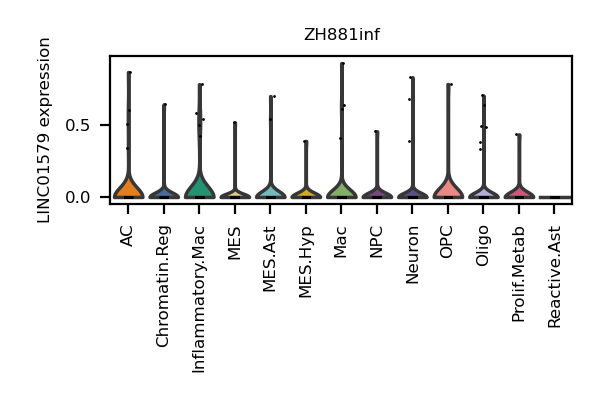 ZH881inf
LINC01579 expression
0.5
0.0
AC
Chromatin.Reg
Inflammatory.Mac
MES
MES.Ast
MES.Hyp
Mac
NPC
Neuron
OPC
Oligo
Prolif.Metab
Reactive.Ast